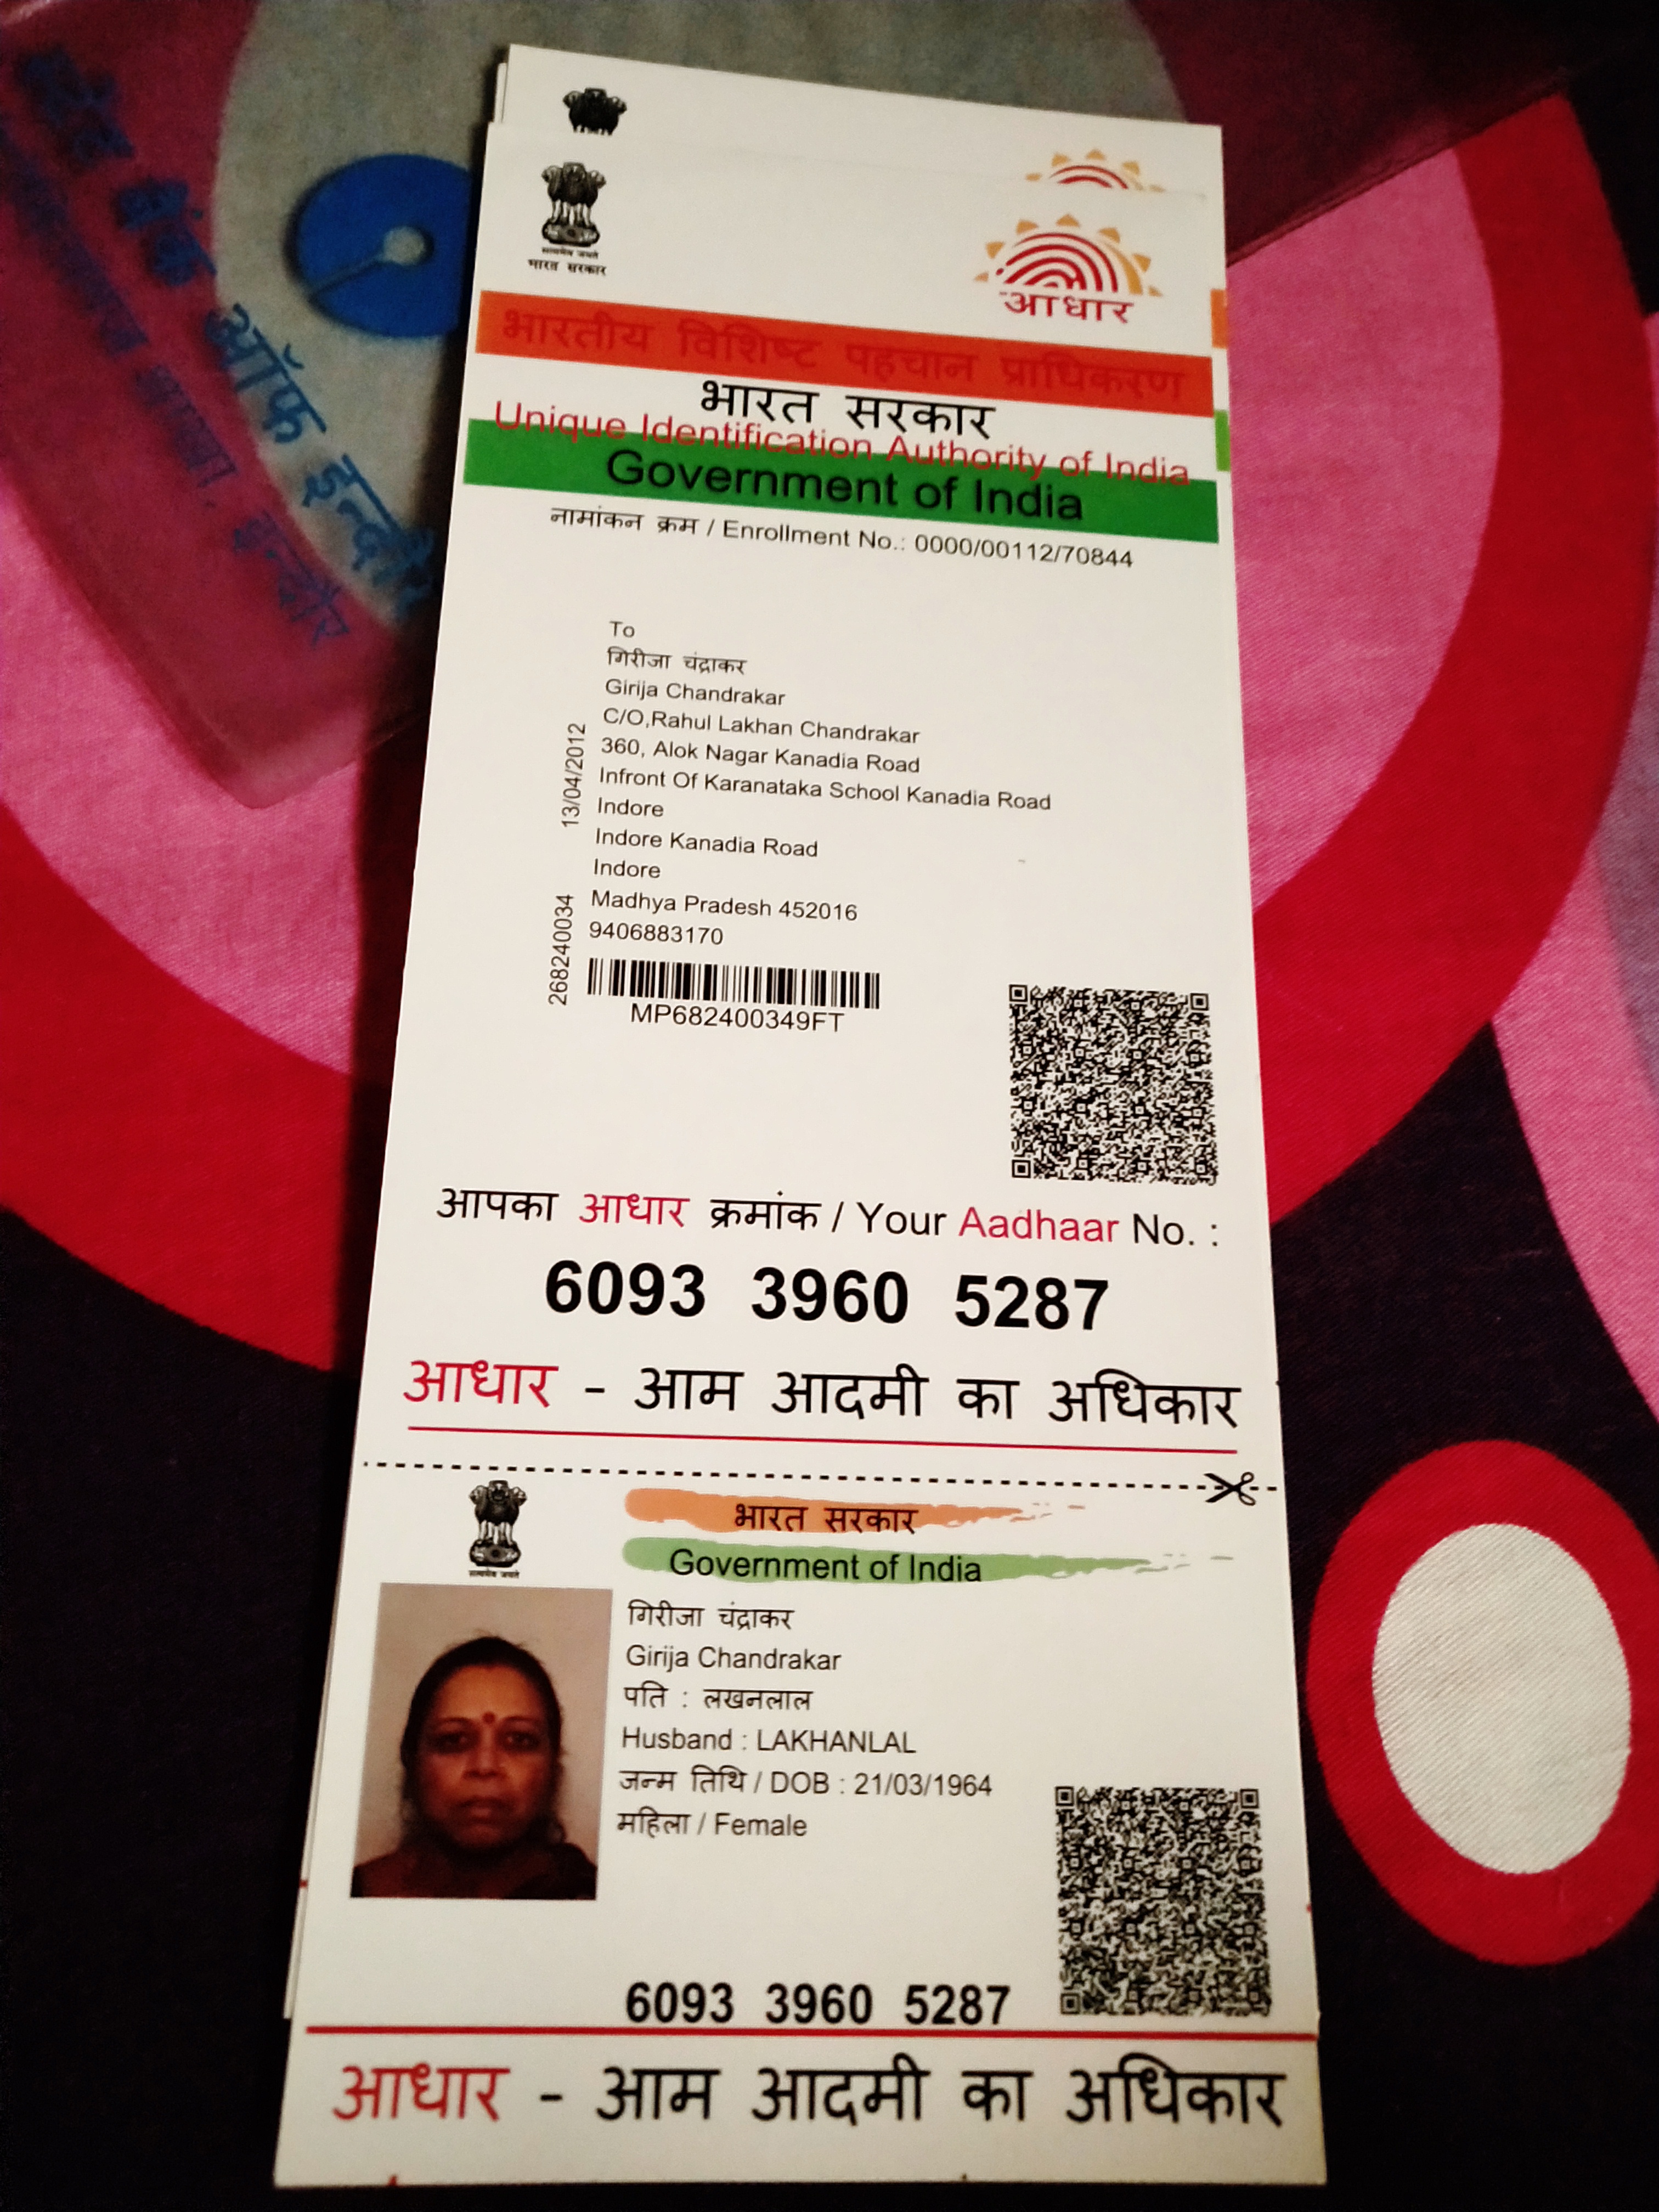 स्टेट बैंक ऑफ इन्दौर
सत्यमेव जयते
भारत सरकार
आधार
भारतीय विशिष्ट पहचान प्राधिकरण
भारत सरकार
Unique Identification Authority of India
Government of India
नामांकन क्रम / Enrollment No.: 0000/00112/70844
To
गिरीजा चंद्राकर
Girija Chandrakar
C/O,Rahul Lakhan Chandrakar
360, Alok Nagar Kanadia Road
Infront Of Karanataka School Kanadia Road
Indore
Indore Kanadia Road
Indore
Madhya Pradesh 452016
9406883170
13/04/2012
268240034
MP682400349FT
आपका आधार क्रमांक / Your Aadhaar No. :
6093 3960 5287
आधार - आम आदमी का अधिकार
सत्यमेव जयते
भारत सरकार
Government of India
गिरीजा चंद्राकर
Girija Chandrakar
पति : लखनलाल
Husband : LAKHANLAL
जन्म तिथि / DOB : 21/03/1964
महिला / Female
6093 3960 5287
आधार - आम आदमी का अधिकार